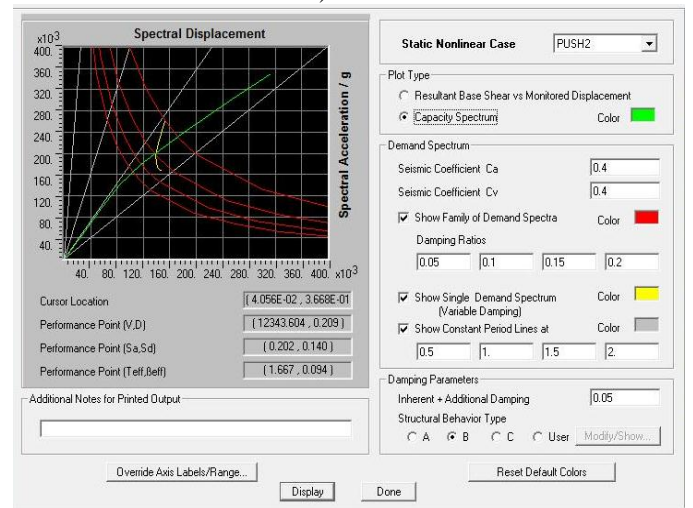 Spectral Displacement
x10³
400.
360.
320.
280.
240.
200.
160.
120.
80.
40.
Spectral Acceleration / g
40. 80. 120. 160. 200. 240. 280. 320. 360. 400. x10³
Cursor Location
( 4.056E-02 , 3.668E-01
Performance Point (V,D)
( 12343.604 , 0.209 )
Performance Point (Sa,Sd)
( 0.202 , 0.140 )
Performance Point (Teff,βeff)
( 1.667 , 0.094 )
Additional Notes for Printed Output
Override Axis Labels/Range...
Static Nonlinear Case PUSH2
Plot Type
Resultant Base Shear vs Monitored Displacement
Capacity Spectrum Color
Demand Spectrum
Seismic Coefficient Ca 0.4
Seismic Coefficient Cv 0.4
Show Family of Demand Spectra Color
Damping Ratios
0.05 0.1 0.15 0.2
Show Single Demand Spectrum Color
(Variable Damping)
Show Constant Period Lines at Color
0.5 1. 1.5 2.
Damping Parameters
Inherent + Additional Damping 0.05
Structural Behavior Type
A B C User Modify/Show...
Reset Default Colors
Display Done